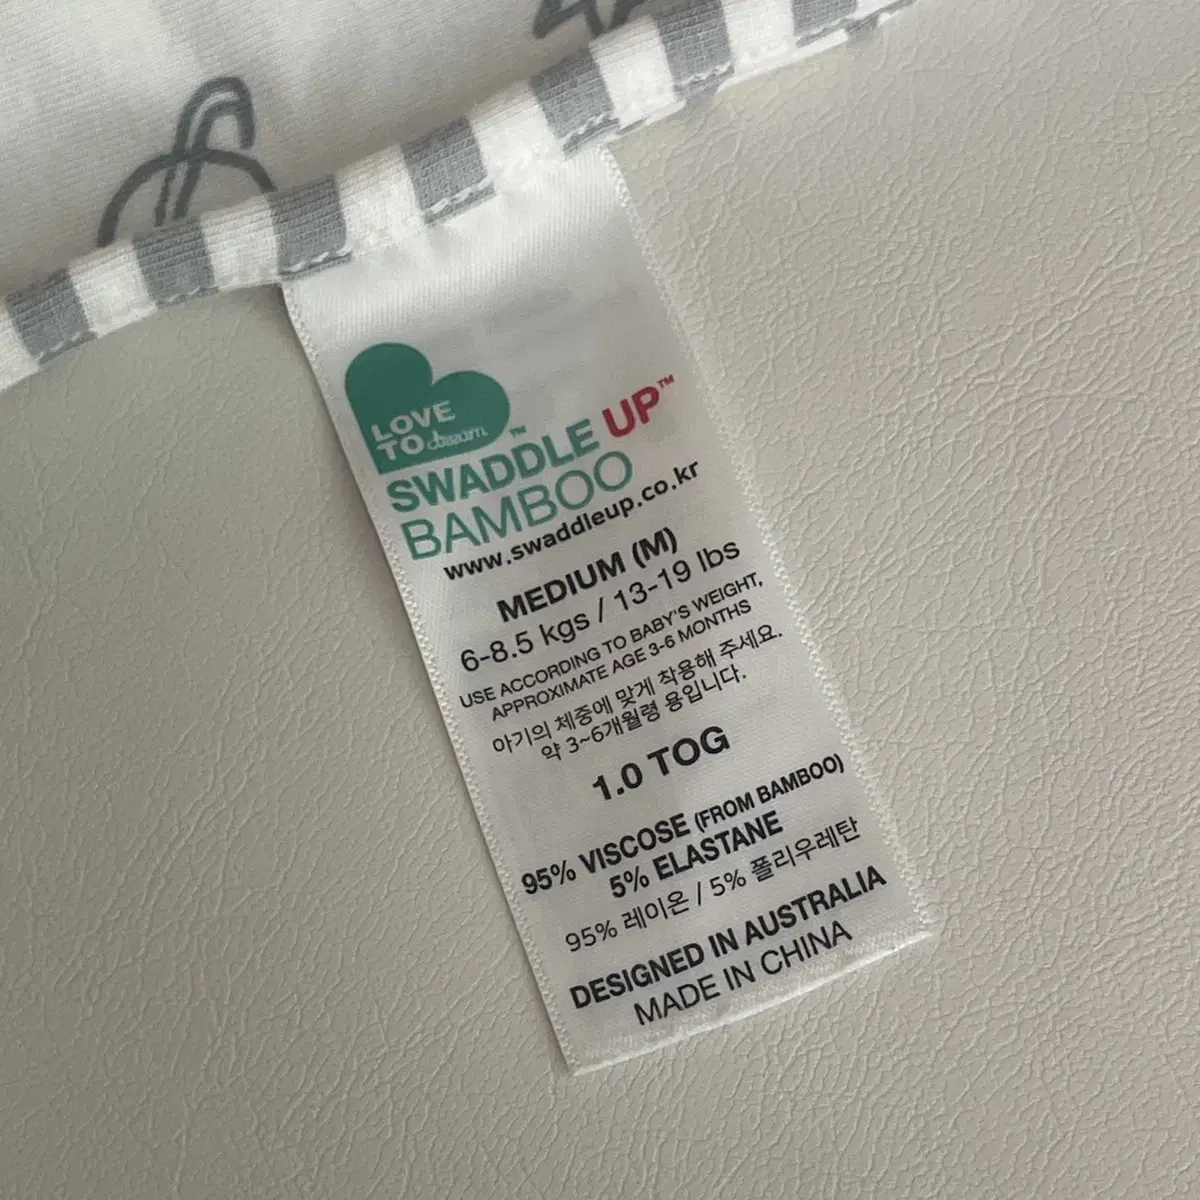 LOVE
TO dream™
SWADDLE UP™
BAMBOO
www.swaddleup.co.kr
MEDIUM (M)
6-8.5 kgs / 13-19 lbs
USE ACCORDING TO BABY'S WEIGHT,
APPROXIMATE AGE 3-6 MONTHS
아기의 체중에 맞게 착용해 주세요.
약 3~6개월령 용입니다.
1.0 TOG
95% VISCOSE (FROM BAMBOO)
5% ELASTANE
95% 레이온 / 5% 폴리우레탄
DESIGNED IN AUSTRALIA
MADE IN CHINA